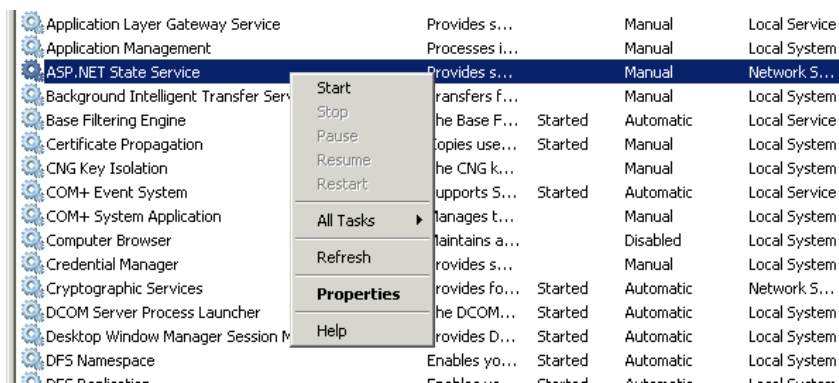 Application Layer Gateway Service Provides s... Manual Local Service
Application Management Processes i... Manual Local System
ASP.NET State Service Provides s... Manual Network S...
Background Intelligent Transfer Serv ransfers f... Manual Local System
Start
Base Filtering Engine he Base F... Started Automatic Local Service
Stop
Certificate Propagation opies use... Started Manual Local System
Pause
CNG Key Isolation he CNG k... Manual Local System
Resume
COM+ Event System upports S... Started Automatic Local Service
Restart
COM+ System Application anages t... Manual Local System
All Tasks
Computer Browser aintains a... Disabled Local System
Refresh
Credential Manager rovides s... Manual Local System
Cryptographic Services rovides fo... Started Automatic Network S...
Properties
DCOM Server Process Launcher he DCOM... Started Automatic Local System
Desktop Window Manager Session M rovides D... Started Automatic Local System
Help
DFS Namespace Enables yo... Started Automatic Local System